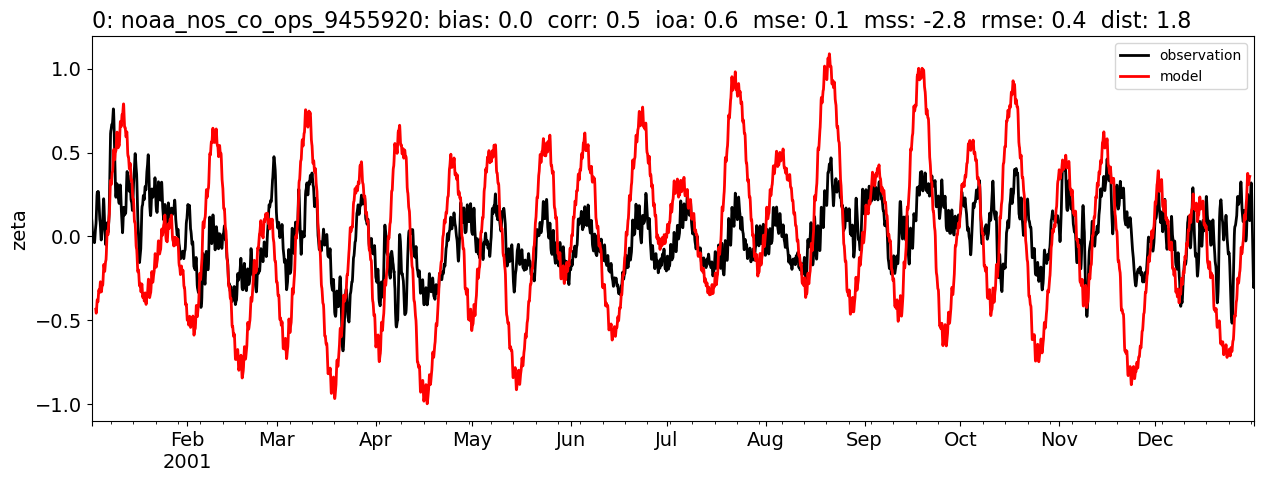 0: noaa_nos_co_ops_9455920: bias: 0.0  corr: 0.5  ioa: 0.6  mse: 0.1  mss: -2.8  rmse: 0.4  dist: 1.8
observation
model
1.0
0.5
0.0
−0.5
−1.0
zeta
Feb Mar Apr May Jun Jul Aug Sep Oct Nov Dec
2001